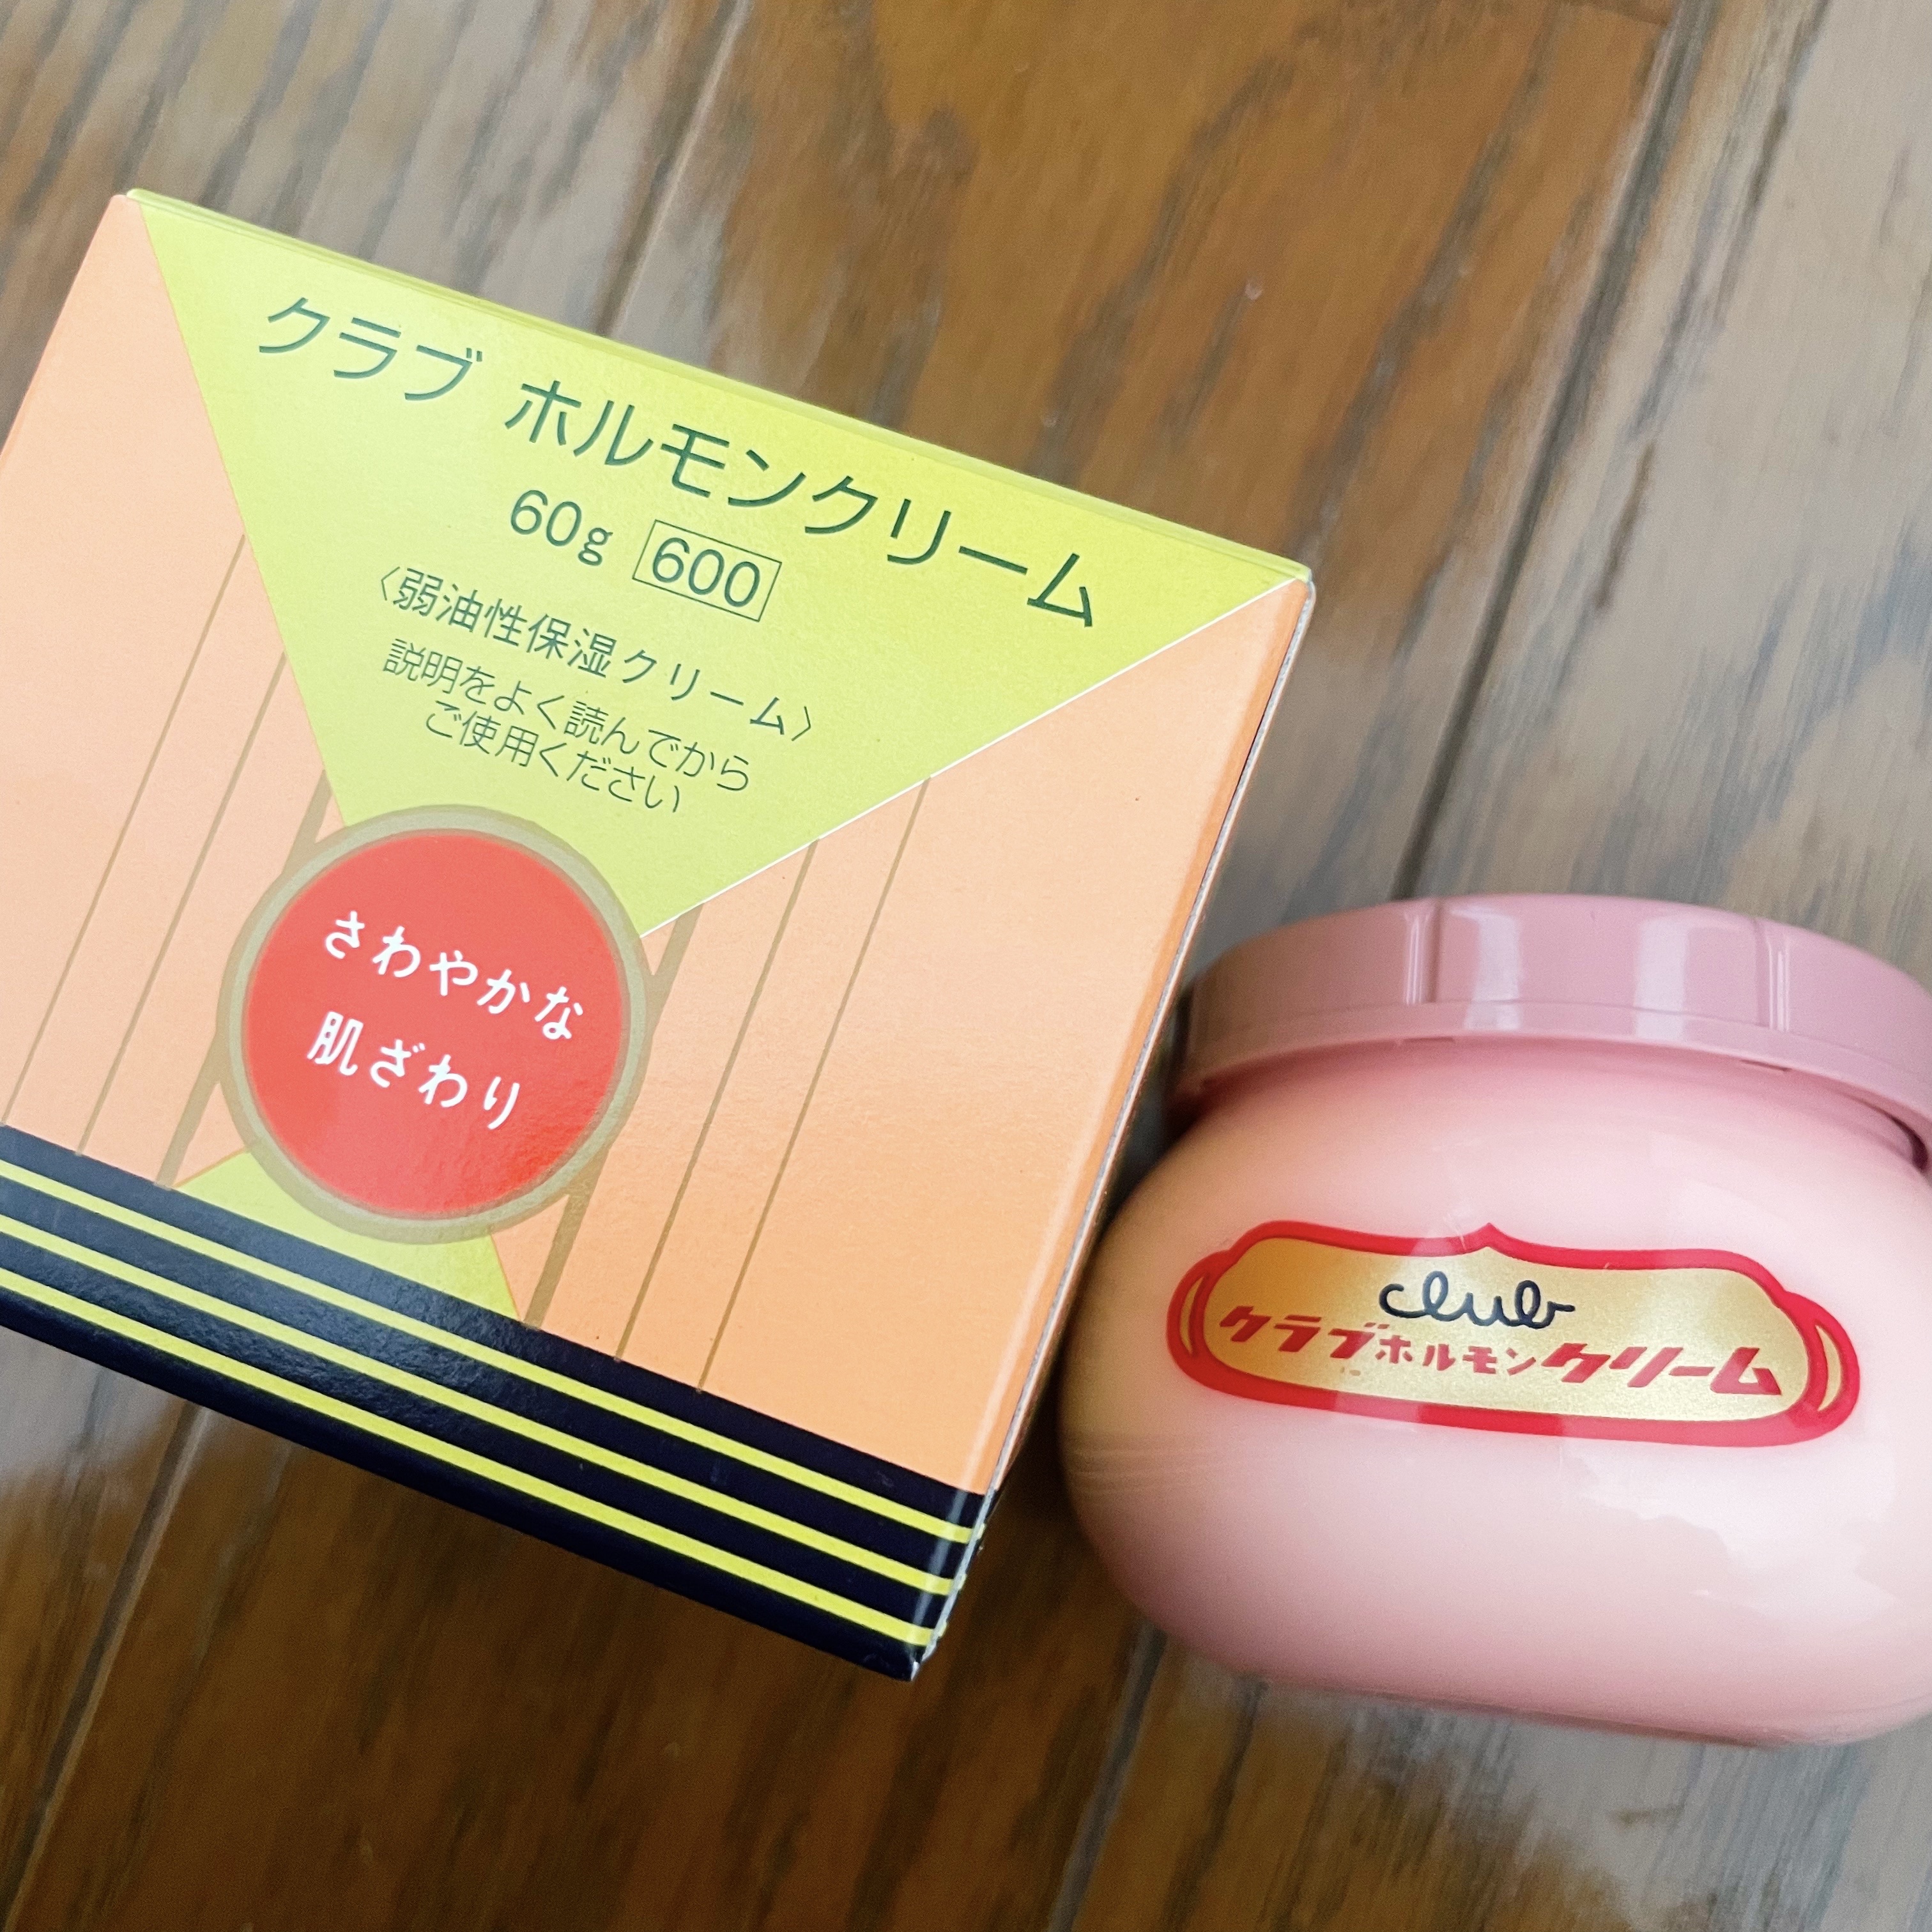 クラブ ホルモンクリーム
60g 600
〈弱油性保湿クリーム〉
説明をよく読んでから
ご使用ください
さわやかな
肌ざわり
club
クラブホルモンクリーム